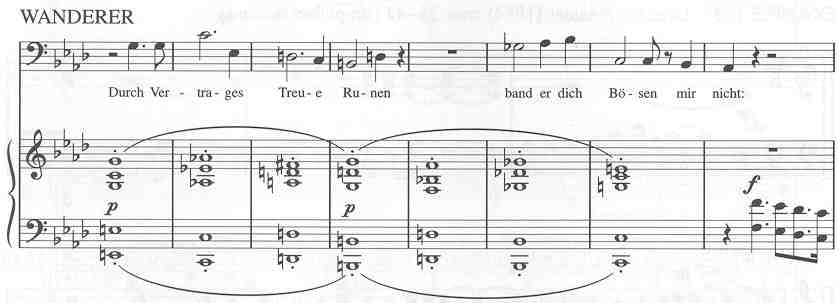 WANDERER
Durch Ver - tra - ges Treu - e Ru - nen band er dich Bö - sen mir nicht:
p p f